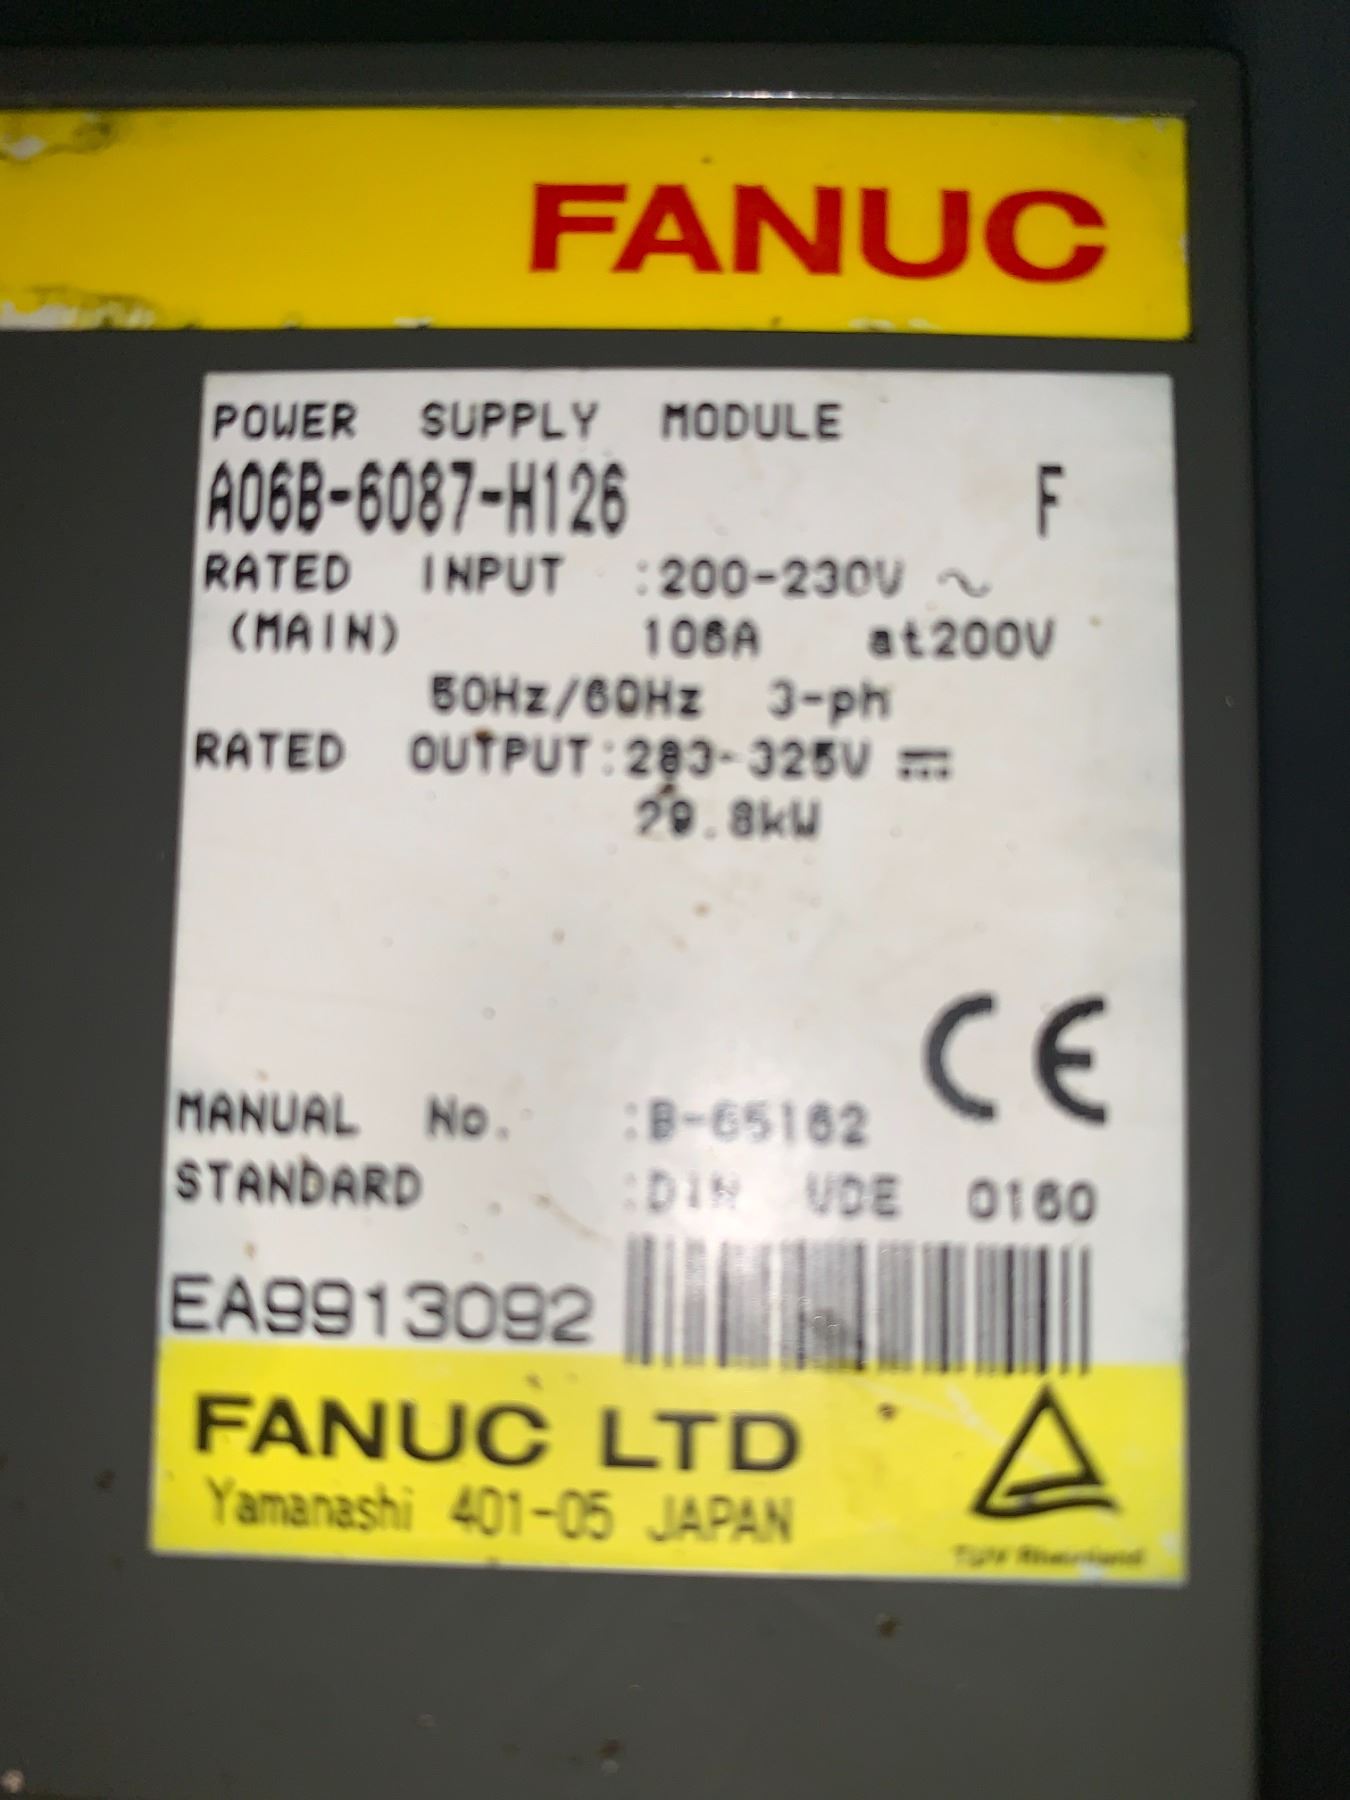 FANUC
POWER SUPPLY MODULE
A06B-6087-H126 F
RATED INPUT :200-230V ~
(MAIN) 106A at200V
50Hz/60Hz 3-ph
RATED OUTPUT:283-325V ⎓
29.8kW
CE
MANUAL No. :B-65162
STANDARD :DIN VDE 0160
EA9913092
FANUC LTD
Yamanashi 401-05 JAPAN
TÜV Rheinland